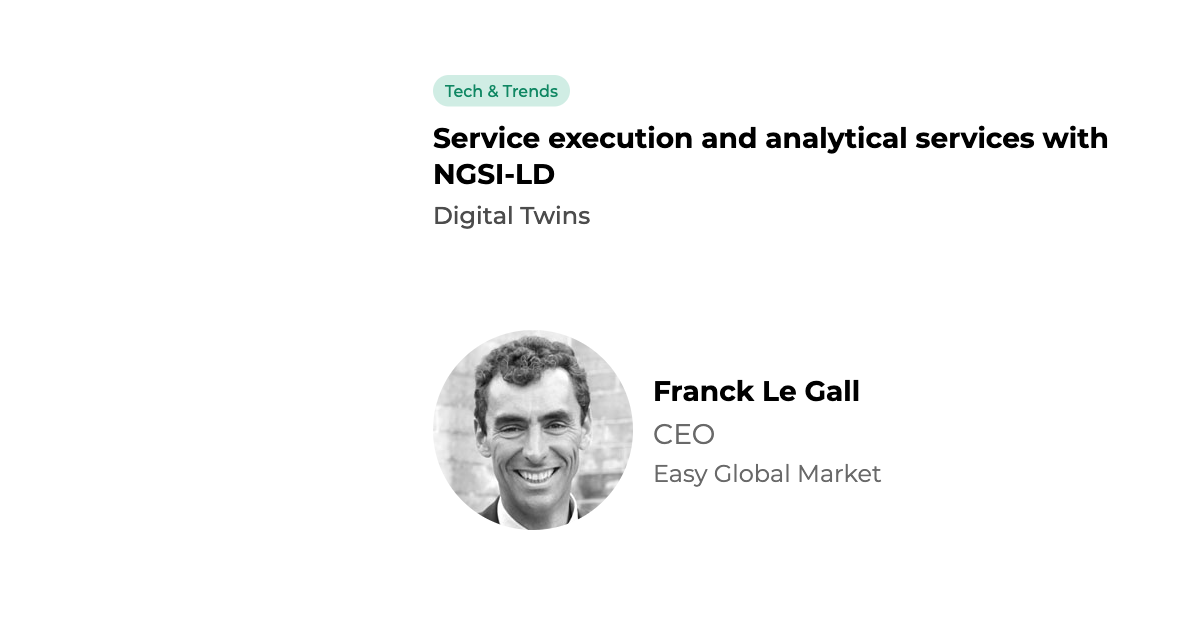 Tech & Trends
Service execution and analytical services with
NGSI-LD
Digital Twins
Franck Le Gall
CEO
Easy Global Market